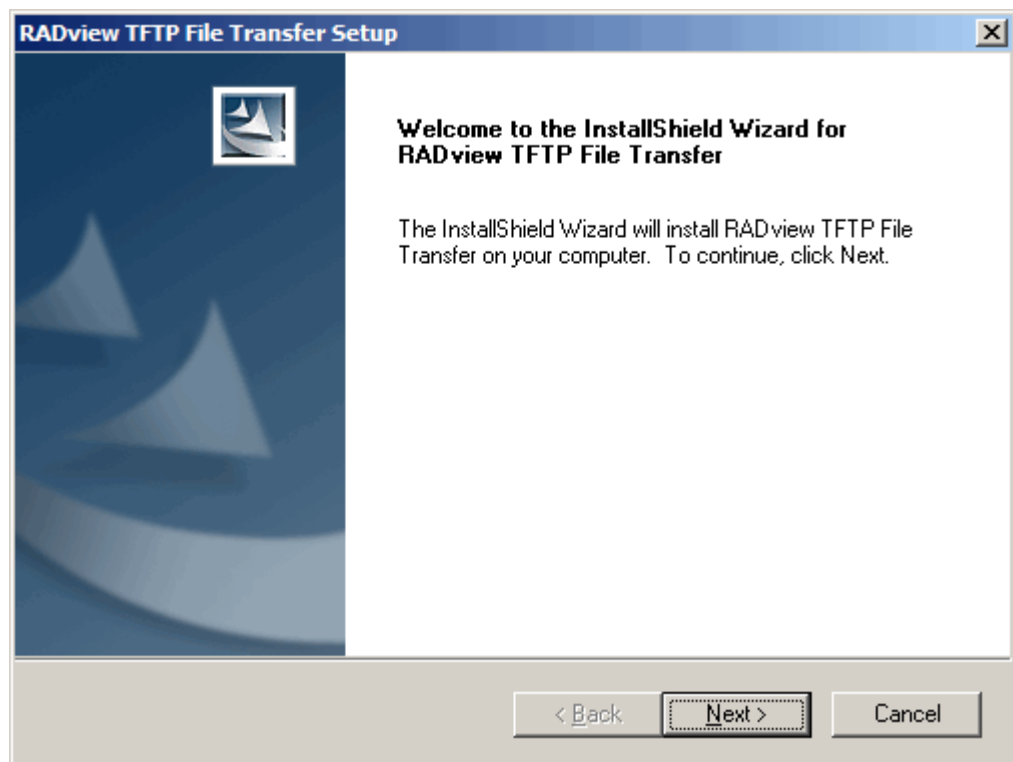 RADview TFTP File Transfer Setup
Welcome to the InstallShield Wizard for
RADview TFTP File Transfer
The InstallShield Wizard will install RADview TFTP File
Transfer on your computer.  To continue, click Next.
< Back
Next >
Cancel